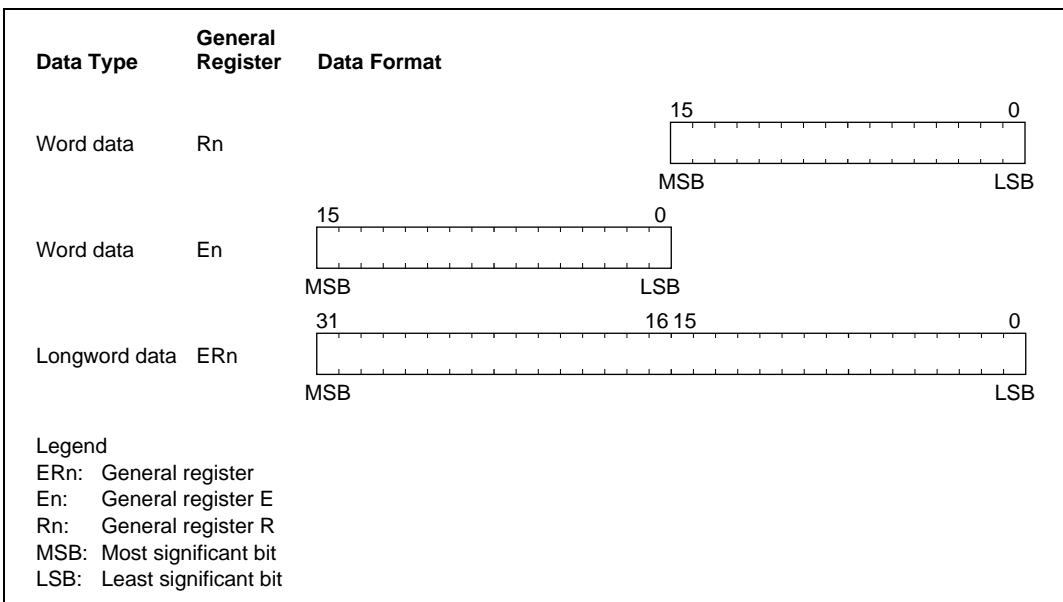 General
Data Type Register Data Format
15 0
Word data Rn
MSB LSB
15 0
Word data En
MSB LSB
31 16 15 0
Longword data ERn
MSB LSB
Legend
ERn: General register
En: General register E
Rn: General register R
MSB: Most significant bit
LSB: Least significant bit